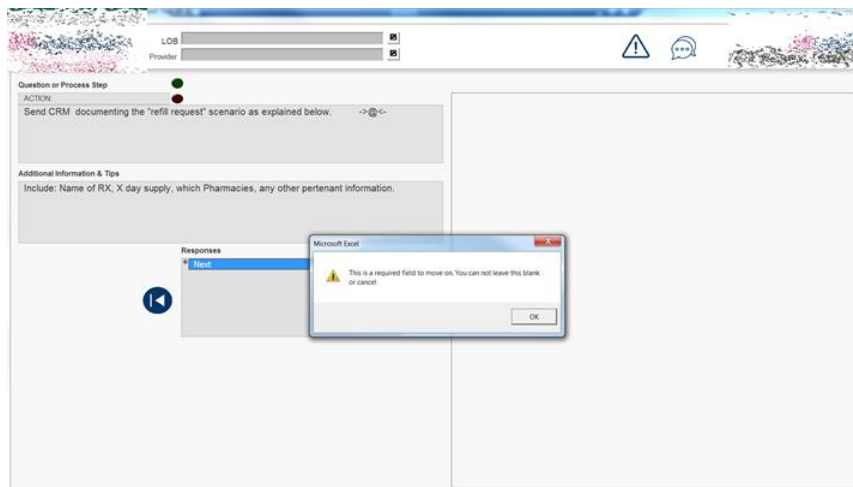 LOB
Provider
Question or Process Step
ACTION:
Send CRM documenting the "refill request" scenario as explained below. ->@<-
Additional Information & Tips
Include: Name of RX, X day supply, which Pharmacies, any other pertenant information.
Responses
Next
Microsoft Excel
This is a required field to move on. You can not leave this blank
or cancel
OK